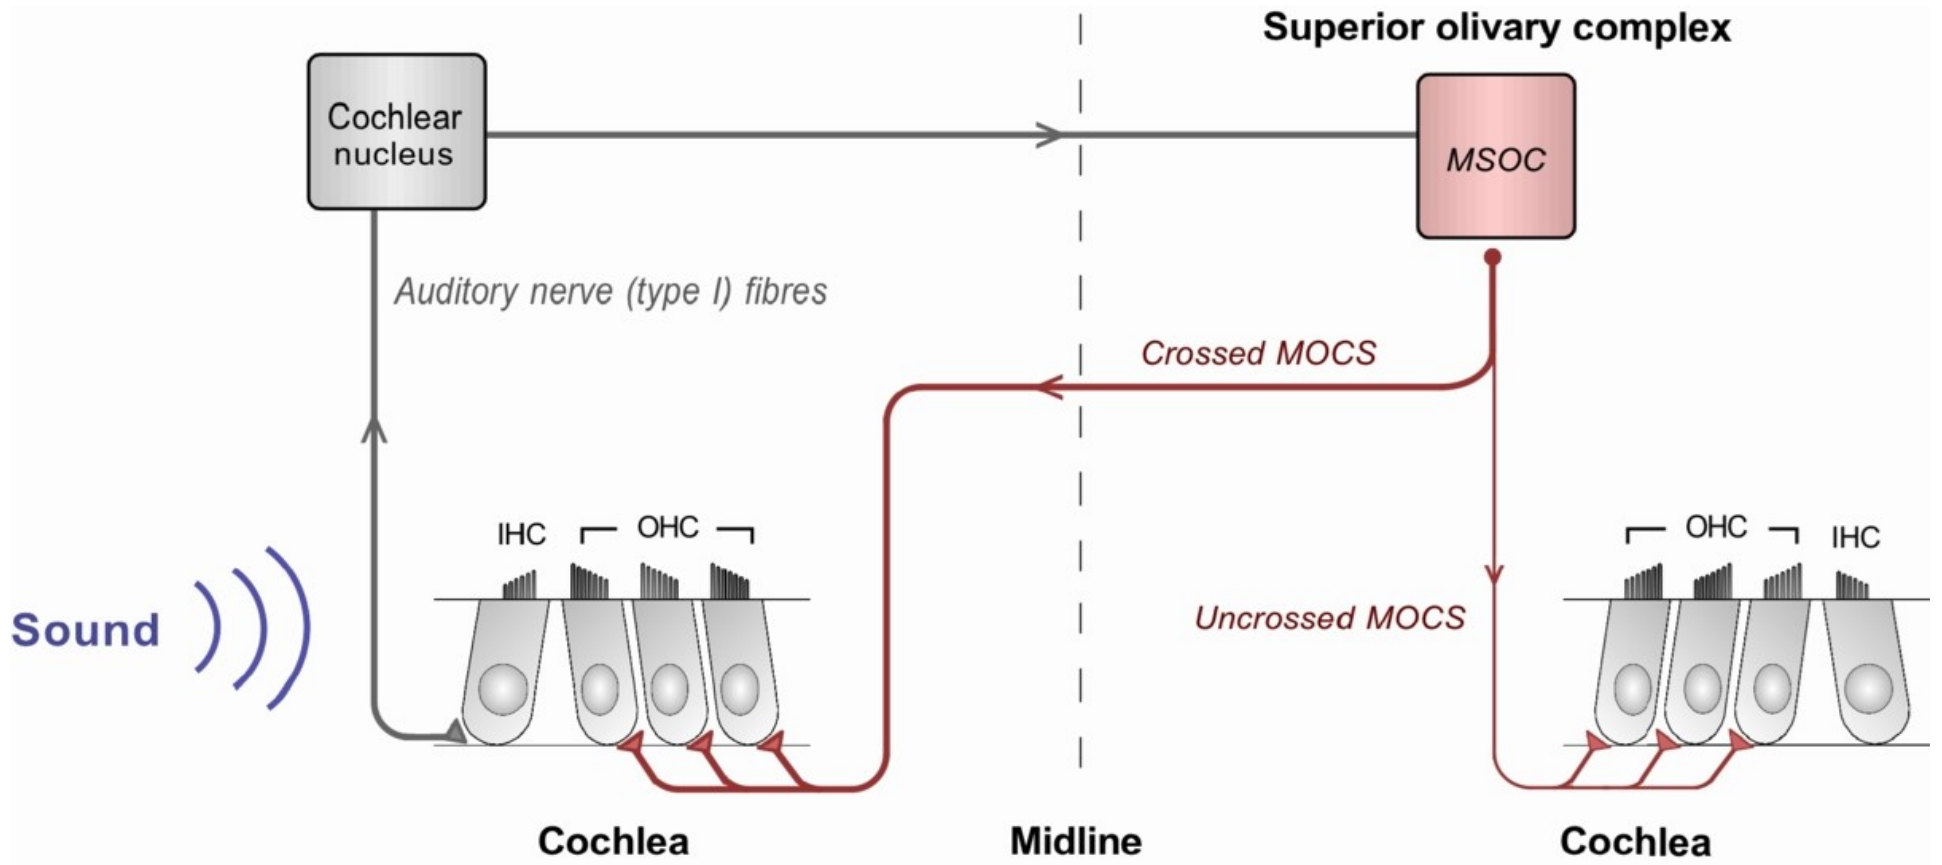 Superior olivary complex
Cochlear
nucleus
MSOC
Auditory nerve (type I) fibres
Crossed MOCS
IHC
OHC
OHC
IHC
Sound
Uncrossed MOCS
Cochlea
Midline
Cochlea